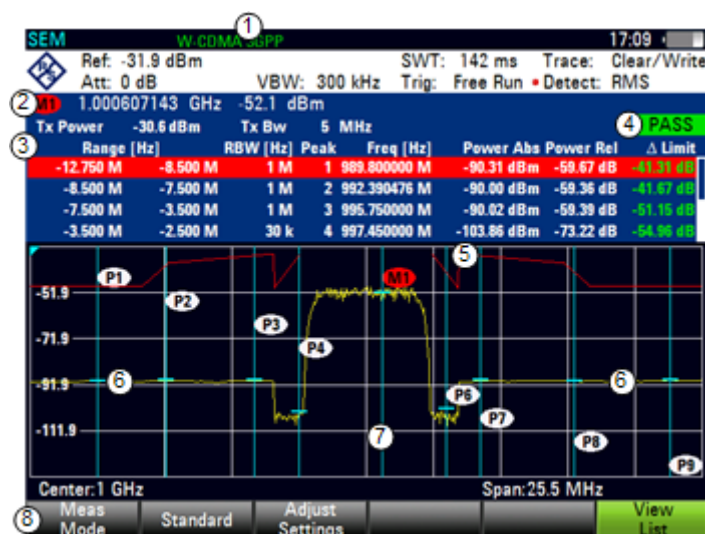 1
SEM W-CDMA 3GPP 17:09
Ref: -31.9 dBm SWT: 142 ms Trace: Clear/Write
Att: 0 dB VBW: 300 kHz Trig: Free Run • Detect: RMS
2 M1 1.000607143 GHz -52.1 dBm
Tx Power -30.6 dBm Tx Bw 5 MHz 4 PASS
3 Range [Hz] RBW [Hz] Peak Freq [Hz] Power Abs Power Rel Δ Limit
-12.750 M -8.500 M 1 M 1 989.800000 M -90.31 dBm -59.67 dB -41.31 dB
-8.500 M -7.500 M 1 M 2 992.390476 M -90.00 dBm -59.36 dB -41.67 dB
-7.500 M -3.500 M 1 M 3 995.750000 M -90.02 dBm -59.39 dB -51.15 dB
-3.500 M -2.500 M 30 k 4 997.450000 M -103.86 dBm -73.22 dB -54.96 dB
5
P1 M1
-51.9 P2
P3
-71.9 P4
-91.9 6 6
P6
P7
-111.9 7 P8
P9
Center:1 GHz Span:25.5 MHz
8 Meas Mode Standard Adjust Settings View List